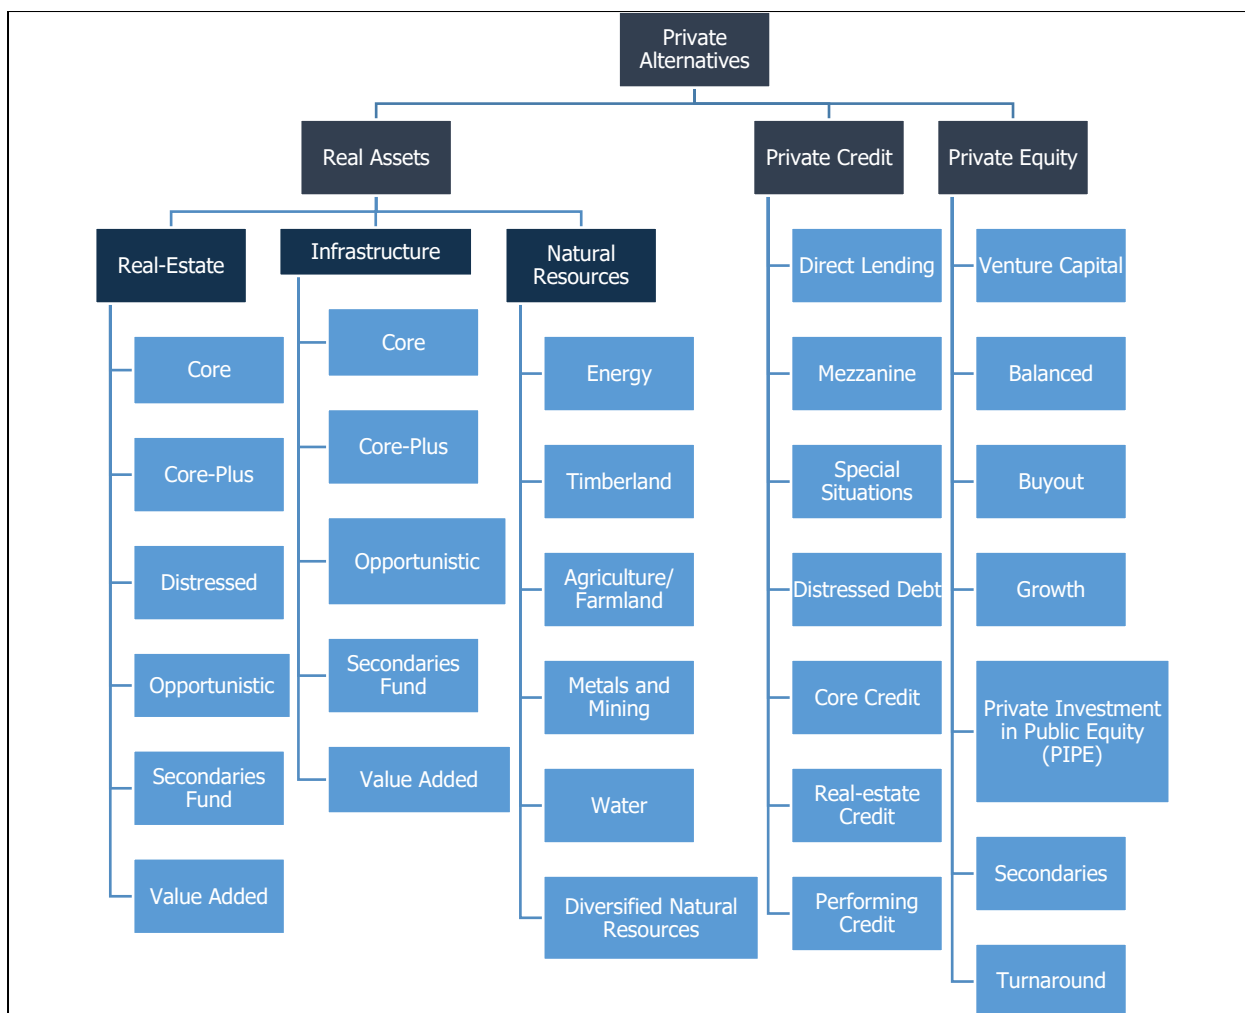 Private
Alternatives
Real Assets
Private Credit
Private Equity
Real-Estate
Infrastructure
Natural
Resources
Core
Core-Plus
Distressed
Opportunistic
Secondaries
Fund
Value Added
Core
Core-Plus
Opportunistic
Secondaries
Fund
Value Added
Energy
Timberland
Agriculture/
Farmland
Metals and
Mining
Water
Diversified Natural
Resources
Direct Lending
Mezzanine
Special
Situations
Distressed Debt
Core Credit
Real-estate
Credit
Performing
Credit
Venture Capital
Balanced
Buyout
Growth
Private Investment
in Public Equity
(PIPE)
Secondaries
Turnaround